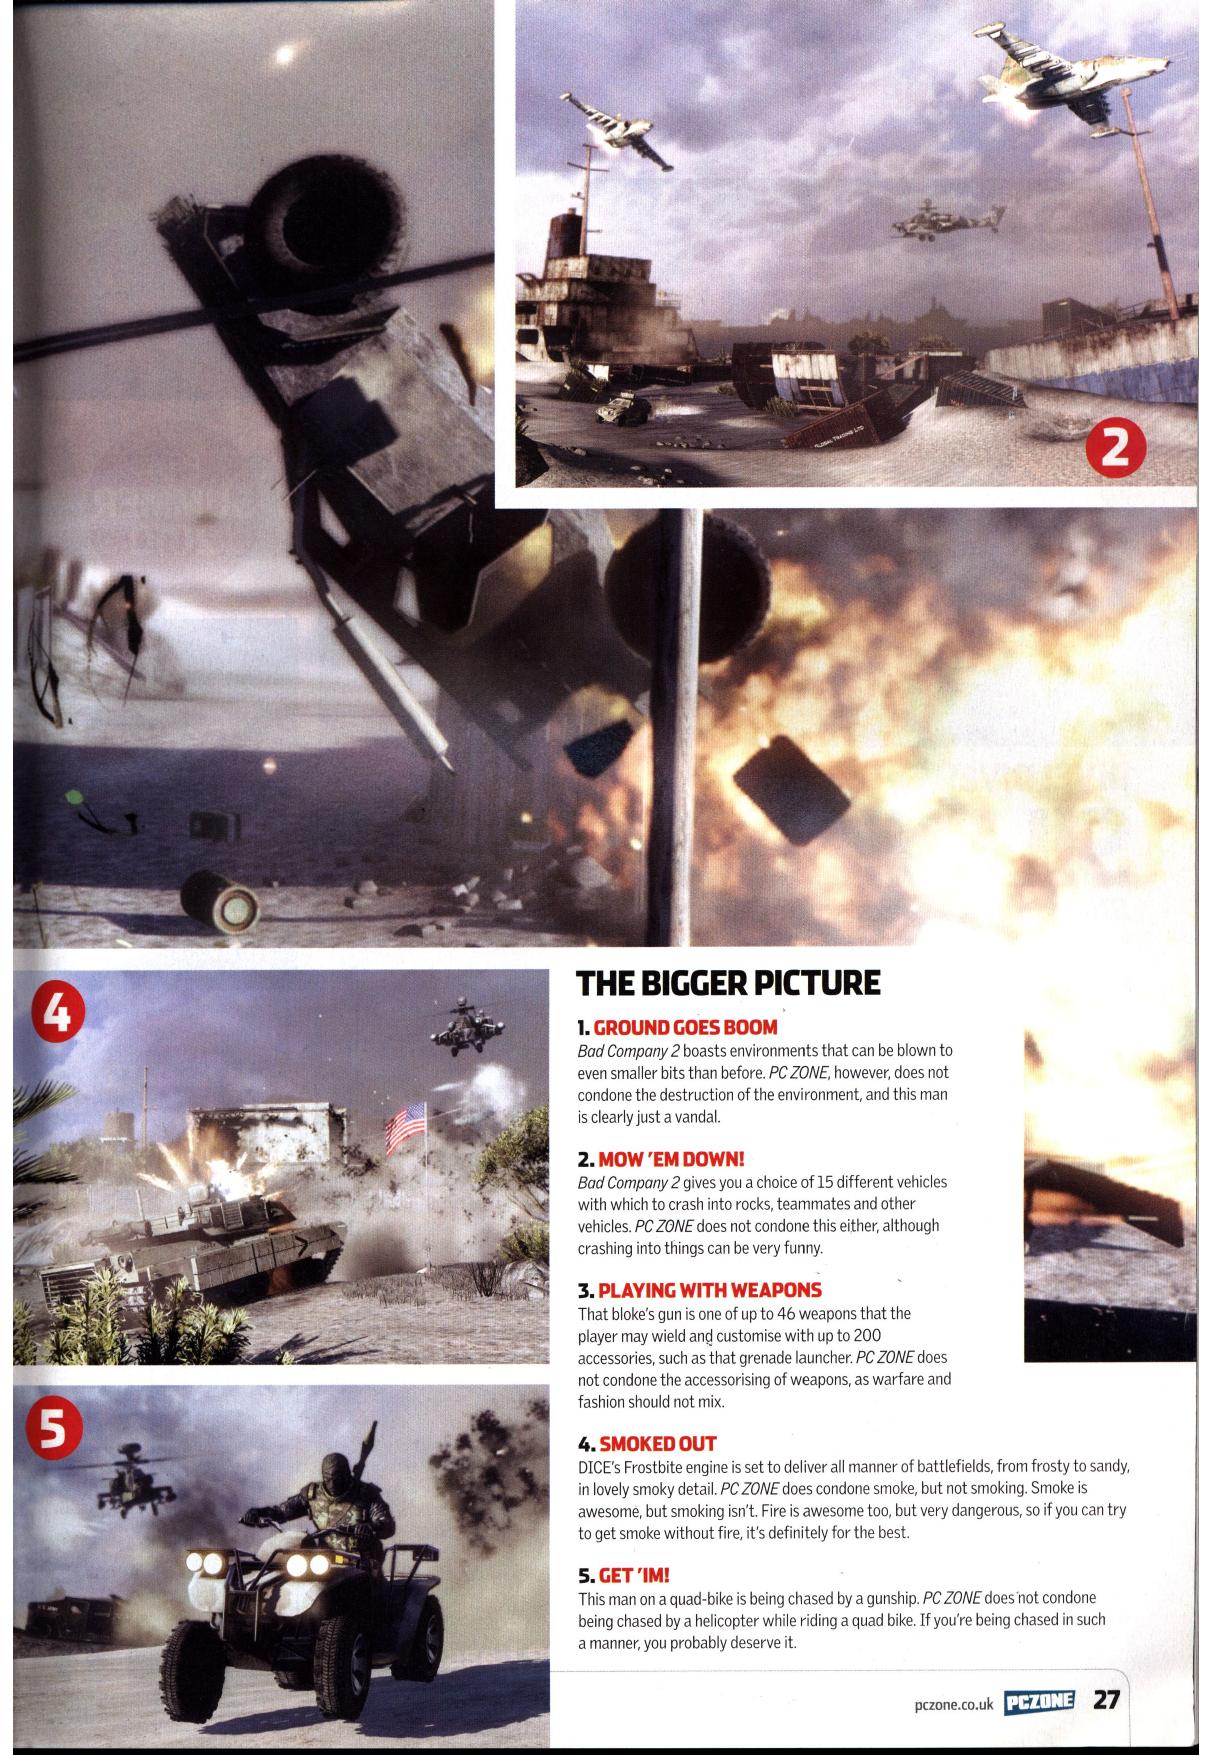 2
4
5
GLOBAL TRADING LTD
THE BIGGER PICTURE
1. GROUND GOES BOOM
Bad Company 2 boasts environments that can be blown to
even smaller bits than before. PC ZONE, however, does not
condone the destruction of the environment, and this man
is clearly just a vandal.
2. MOW 'EM DOWN!
Bad Company 2 gives you a choice of 15 different vehicles
with which to crash into rocks, teammates and other
vehicles. PC ZONE does not condone this either, although
crashing into things can be very funny.
3. PLAYING WITH WEAPONS
That bloke's gun is one of up to 46 weapons that the
player may wield and customise with up to 200
accessories, such as that grenade launcher. PC ZONE does
not condone the accessorising of weapons, as warfare and
fashion should not mix.
4. SMOKED OUT
DICE's Frostbite engine is set to deliver all manner of battlefields, from frosty to sandy,
in lovely smoky detail. PC ZONE does condone smoke, but not smoking. Smoke is
awesome, but smoking isn't. Fire is awesome too, but very dangerous, so if you can try
to get smoke without fire, it's definitely for the best.
5. GET 'IM!
This man on a quad-bike is being chased by a gunship. PC ZONE does not condone
being chased by a helicopter while riding a quad bike. If you're being chased in such
a manner, you probably deserve it.
pczone.co.uk PCZONE 27